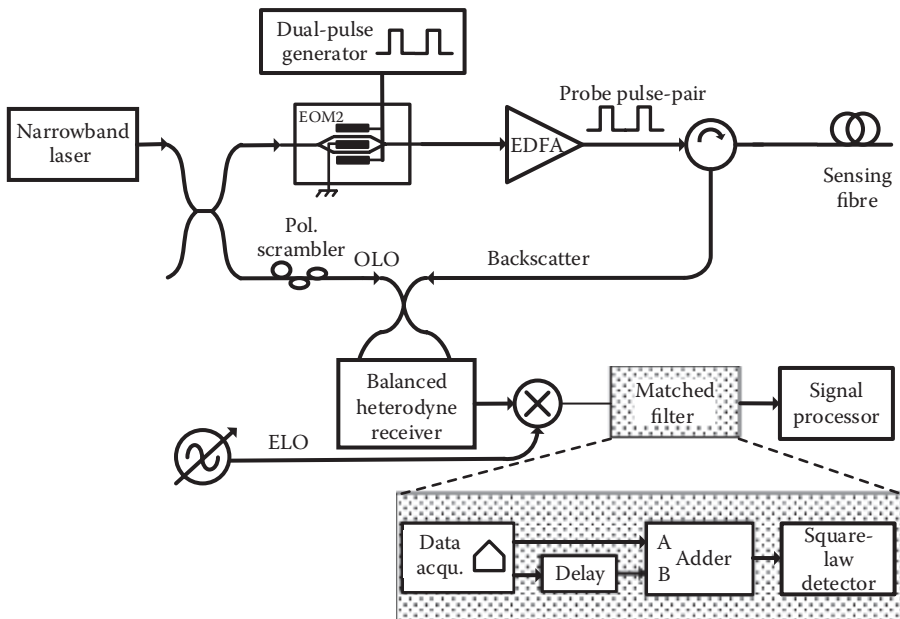 Dual-pulse
generator
Narrowband
laser
EOM2
EDFA
Probe pulse-pair
Sensing
fibre
Pol.
scrambler
OLO
Backscatter
Balanced
heterodyne
receiver
ELO
Matched
filter
Signal
processor
Data
acqu.
Delay
A
B
Adder
Square-
law
detector